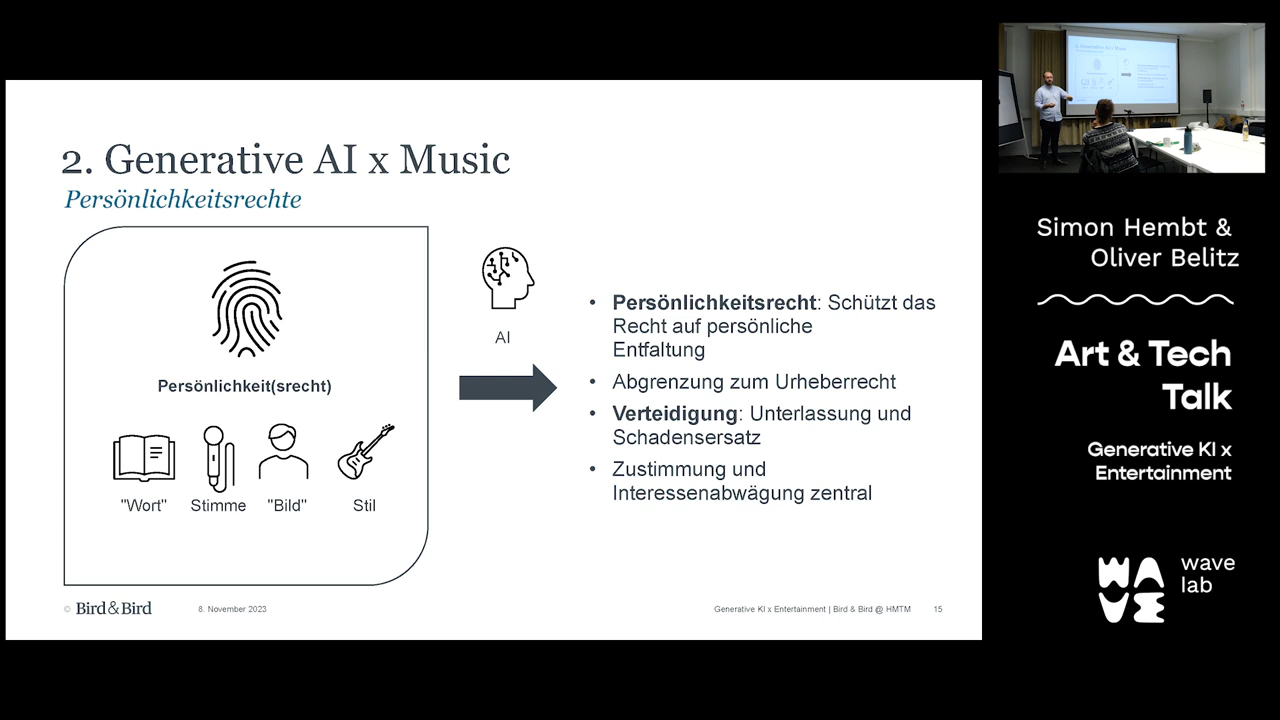 2. Generative AI x Music
Persönlichkeitsrechte
Persönlichkeit(srecht)
"Wort"
Stimme
"Bild"
Stil
AI
• Persönlichkeitsrecht: Schützt das
Recht auf persönliche
Entfaltung
• Abgrenzung zum Urheberrecht
• Verteidigung: Unterlassung und
Schadensersatz
• Zustimmung und
Interessenabwägung zentral
© Bird & Bird
8. November 2023
Generative KI x Entertainment | Bird & Bird @ HMTM
15
Simon Hembt &
Oliver Belitz
Art & Tech
Talk
Generative KI x
Entertainment
WAVE
wave
lab